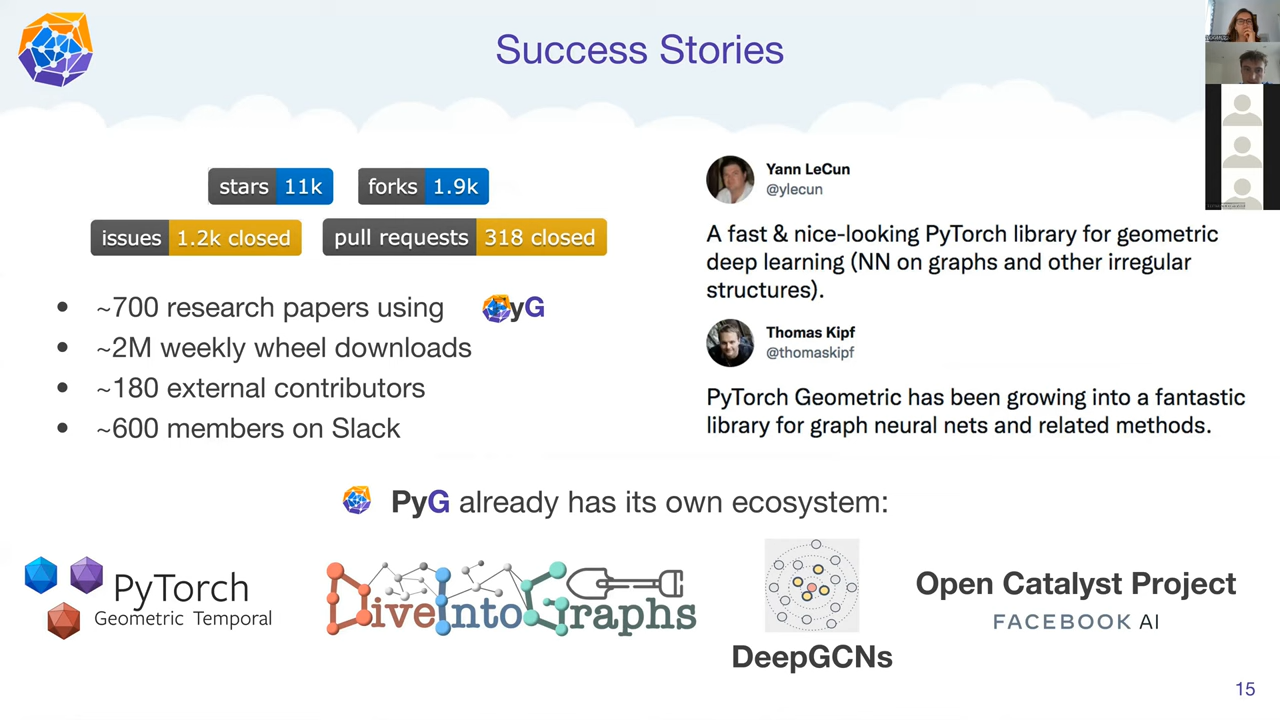 Success Stories
stars 11k
forks 1.9k
issues 1.2k closed
pull requests 318 closed
• ~700 research papers using yG
• ~2M weekly wheel downloads
• ~180 external contributors
• ~600 members on Slack
Yann LeCun
@ylecun
A fast & nice-looking PyTorch library for geometric
deep learning (NN on graphs and other irregular
structures).
Thomas Kipf
@thomaskipf
PyTorch Geometric has been growing into a fantastic
library for graph neural nets and related methods.
PyG already has its own ecosystem:
PyTorch
Geometric Temporal
DiveIntoGraphs
DeepGCNs
Open Catalyst Project
FACEBOOK AI
15